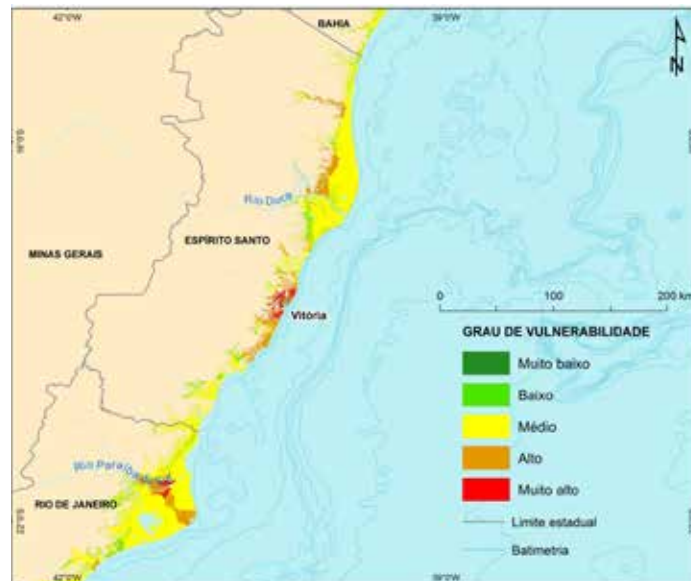 42°0'W
39°0'W
BAHIA
N
Rio Doce
ESPÍRITO SANTO
MINAS GERAIS
0 100 200 km
Vitória
GRAU DE VULNERABILIDADE
Muito baixo
Baixo
Médio
Alto
Muito alto
Limite estadual
Batimetria
Rio Paraíba
RIO DE JANEIRO
22°0'S
42°0'W
39°0'W